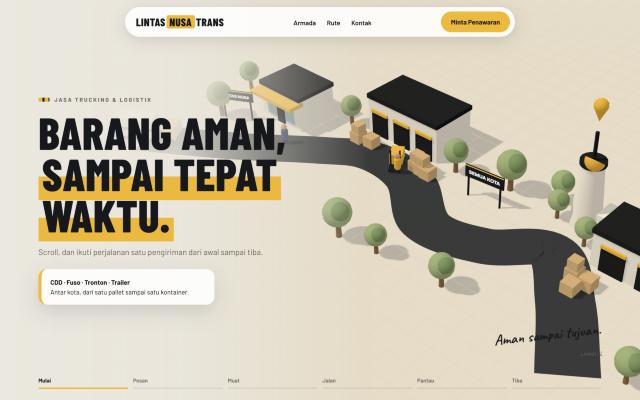 LINTAS NUSA TRANS
Armada
Rute
Kontak
Minta Penawaran
JASA TRUCKING & LOGISTIK
BARANG AMAN,
SAMPAI TEPAT
WAKTU.
Scroll, dan ikuti perjalanan satu pengiriman dari awal sampai tiba.
CDD · Fuso · Tronton · Trailer
Antar kota, dari satu pallet sampai satu kontainer.
SEMUA KOTA
Aman sampai tujuan.
Mulai
Pesan
Muat
Jalan
Pantau
Tiba